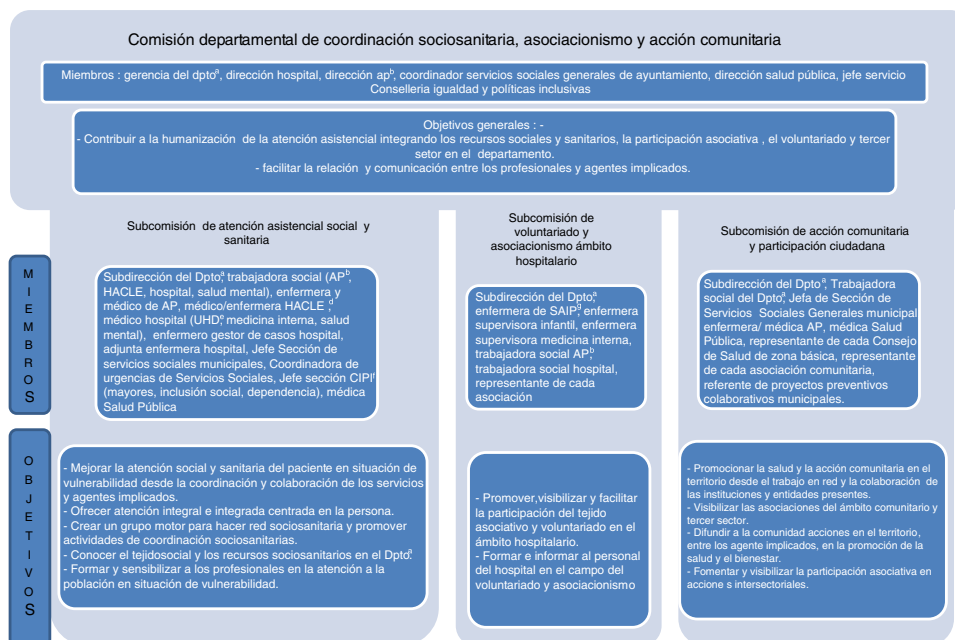 Comisión departamental de coordinación sociosanitaria, asociacionismo y acción comunitaria
Miembros : gerencia del dptoª, dirección hospital, dirección apᵇ, coordinador servicios sociales generales de ayuntamiento, dirección salud pública, jefe servicio
Conselleria igualdad y políticas inclusivas
Objetivos generales : -
- Contribuir a la humanización de la atención asistencial integrando los recursos sociales y sanitarios, la participación asociativa , el voluntariado y tercer
setor en el departamento.
- facilitar la relación y comunicación entre los profesionales y agentes implicados.
Subcomisión de atención asistencial social y
sanitaria
Subcomisión de
voluntariado y
asociacionismo ámbito
hospitalario
Subcomisión de acción comunitaria
y participación ciudadana
MIEMBROS
Subdirección del Dpto,ª trabajadora social (APᵇ
HACLE, hospital, salud mental), enfermera y
médico de AP, médico/enfermera HACLE ,ᵈ
médico hospital (UHD,ᵉ medicina interna, salud
mental), enfermero gestor de casos hospital,
adjunta enfermera hospital, Jefe Sección de
servicios sociales municipales, Coordinadora de
urgencias de Servicios Sociales, Jefe sección CIPIᶠ
(mayores, inclusión social, dependencia), médica
Salud Pública
Subdirección del Dpto,ª
enfermera de SAIP,ᵍ enfermera
supervisora infantil, enfermera
supervisora medicina interna,
trabajadora social AP,ᵇ
trabajadora social hospital,
representante de cada
asociación
Subdirección del Dptoª, Trabajadora
social del Dptoª, Jefa de Sección de
Servicios Sociales Generales municipal
enfermera/ médica AP, médica Salud
Pública, representante de cada Consejo
de Salud de zona básica, representante
de cada asociación comunitaria,
referente de proyectos preventivos
colaborativos municipales.
OBJETIVOS
- Mejorar la atención social y sanitaria del paciente en situación de
vulnerabilidad desde la coordinación y colaboración de los servicios
y agentes implicados.
- Ofrecer atención integral e integrada centrada en la persona.
- Crear un grupo motor para hacer red sociosanitaria y promover
actividades de coordinación sociosanitarias.
- Conocer el tejidosocial y los recursos sociosanitarios en el Dpto.ª
- Formar y sensibilizar a los profesionales en la atención a la
población en situación de vulnerabilidad.
- Promover,visibilizar y facilitar
la participación del tejido
asociativo y voluntariado en el
ámbito hospitalario.
- Formar e informar al personal
del hospital en el campo del
voluntariado y asociacionismo
- Promocionar la salud y la acción comunitaria en el
territorio desde el trabajo en red y la colaboración de
las instituciones y entidades presentes.
- Visibilizar las asociaciones del ámbito comunitario y
tercer sector.
- Difundir a la comunidad acciones en el territorio,
entre los agente implicados, en la promoción de la
salud y el bienestar.
- Fomentar y visibilizar la participación asociativa en
accione s intersectoriales.